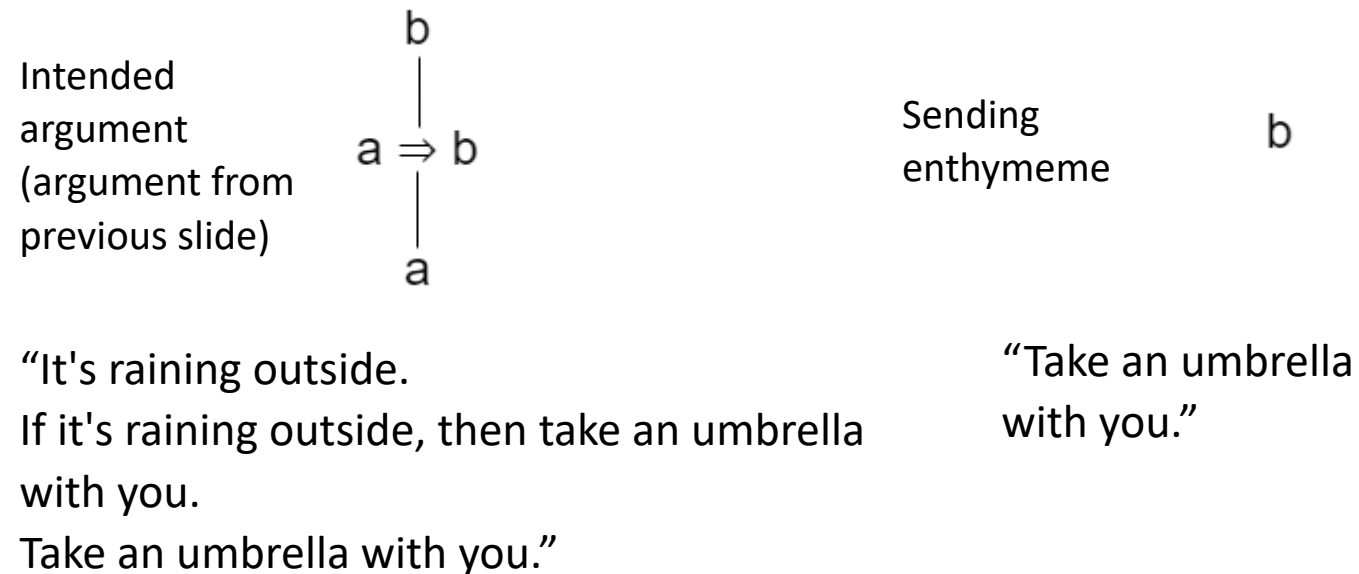 Intended
argument
(argument from
previous slide)
b
a ⇒ b
a
Sending
enthymeme
b
“It's raining outside.
If it's raining outside, then take an umbrella
with you.
Take an umbrella with you.”
“Take an umbrella
with you.”